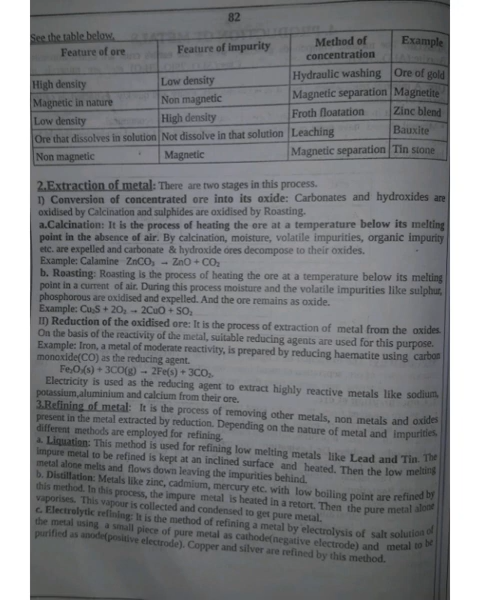 82
See the table below.
Feature of ore Feature of impurity Method of concentration Example
High density Low density Hydraulic washing Ore of gold
Magnetic in nature Non magnetic Magnetic separation Magnetite
Low density High density Froth floatation Zinc blend
Ore that dissolves in solution Not dissolve in that solution Leaching Bauxite
Non magnetic Magnetic Magnetic separation Tin stone
2.Extraction of metal: There are two stages in this process.
I) Conversion of concentrated ore into its oxide: Carbonates and hydroxides are
oxidised by Calcination and sulphides are oxidised by Roasting.
a.Calcination: It is the process of heating the ore at a temperature below its melting
point in the absence of air. By calcination, moisture, volatile impurities, organic impurity
etc. are expelled and carbonate & hydroxide ores decompose to their oxides.
Example: Calamine ZnCO₃ → ZnO + CO₂
b. Roasting: Roasting is the process of heating the ore at a temperature below its melting
point in a current of air. During this process moisture and the volatile impurities like sulphur,
phosphorous are oxidised and expelled. And the ore remains as oxide.
Example: Cu₂S + 2O₂ → 2CuO + SO₂
II) Reduction of the oxidised ore: It is the process of extraction of metal from the oxides.
On the basis of the reactivity of the metal, suitable reducing agents are used for this purpose.
Example: Iron, a metal of moderate reactivity, is prepared by reducing haematite using carbon
monoxide(CO) as the reducing agent.
Fe₂O₃(s) + 3CO(g) → 2Fe(s) + 3CO₂.
Electricity is used as the reducing agent to extract highly reactive metals like sodium,
potassium,aluminium and calcium from their ore.
3.Refining of metal: It is the process of removing other metals, non metals and oxides
present in the metal extracted by reduction. Depending on the nature of metal and impurities,
different methods are employed for refining.
a. Liquation: This method is used for refining low melting metals like Lead and Tin. The
impure metal to be refined is kept at an inclined surface and heated. Then the low melting
metal alone melts and flows down leaving the impurities behind.
b. Distillation: Metals like zinc, cadmium, mercury etc. with low boiling point are refined by
this method. In this process, the impure metal is heated in a retort. Then the pure metal alone
vaporises. This vapour is collected and condensed to get pure metal.
c. Electrolytic refining: It is the method of refining a metal by electrolysis of salt solution of
the metal using a small piece of pure metal as cathode(negative electrode) and metal to be
purified as anode(positive electrode). Copper and silver are refined by this method.